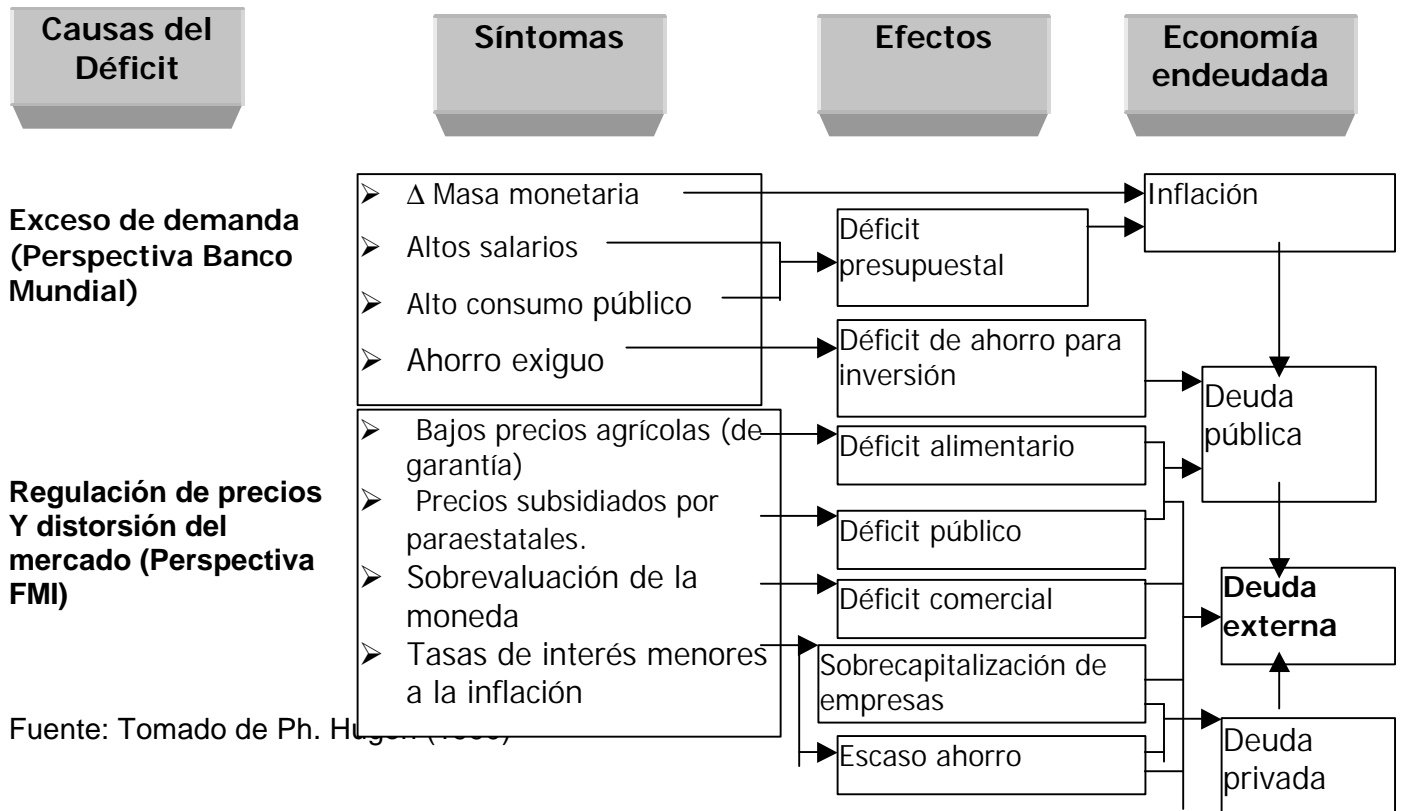 Causas del
Déficit
Síntomas
Efectos
Economía
endeudada
Exceso de demanda
(Perspectiva Banco
Mundial)
➢ Δ Masa monetaria
➢ Altos salarios
➢ Alto consumo público
➢ Ahorro exiguo
Déficit
presupuestal
Déficit de ahorro para
inversión
Inflación
Deuda
pública
Regulación de precios
Y distorsión del
mercado (Perspectiva
FMI)
➢ Bajos precios agrícolas (de
garantía)
➢ Precios subsidiados por
paraestatales.
➢ Sobrevaluación de la
moneda
➢ Tasas de interés menores
a la inflación
Déficit alimentario
Déficit público
Déficit comercial
Sobrecapitalización de
empresas
Escaso ahorro
Deuda
externa
Deuda
privada
Fuente: Tomado de Ph.